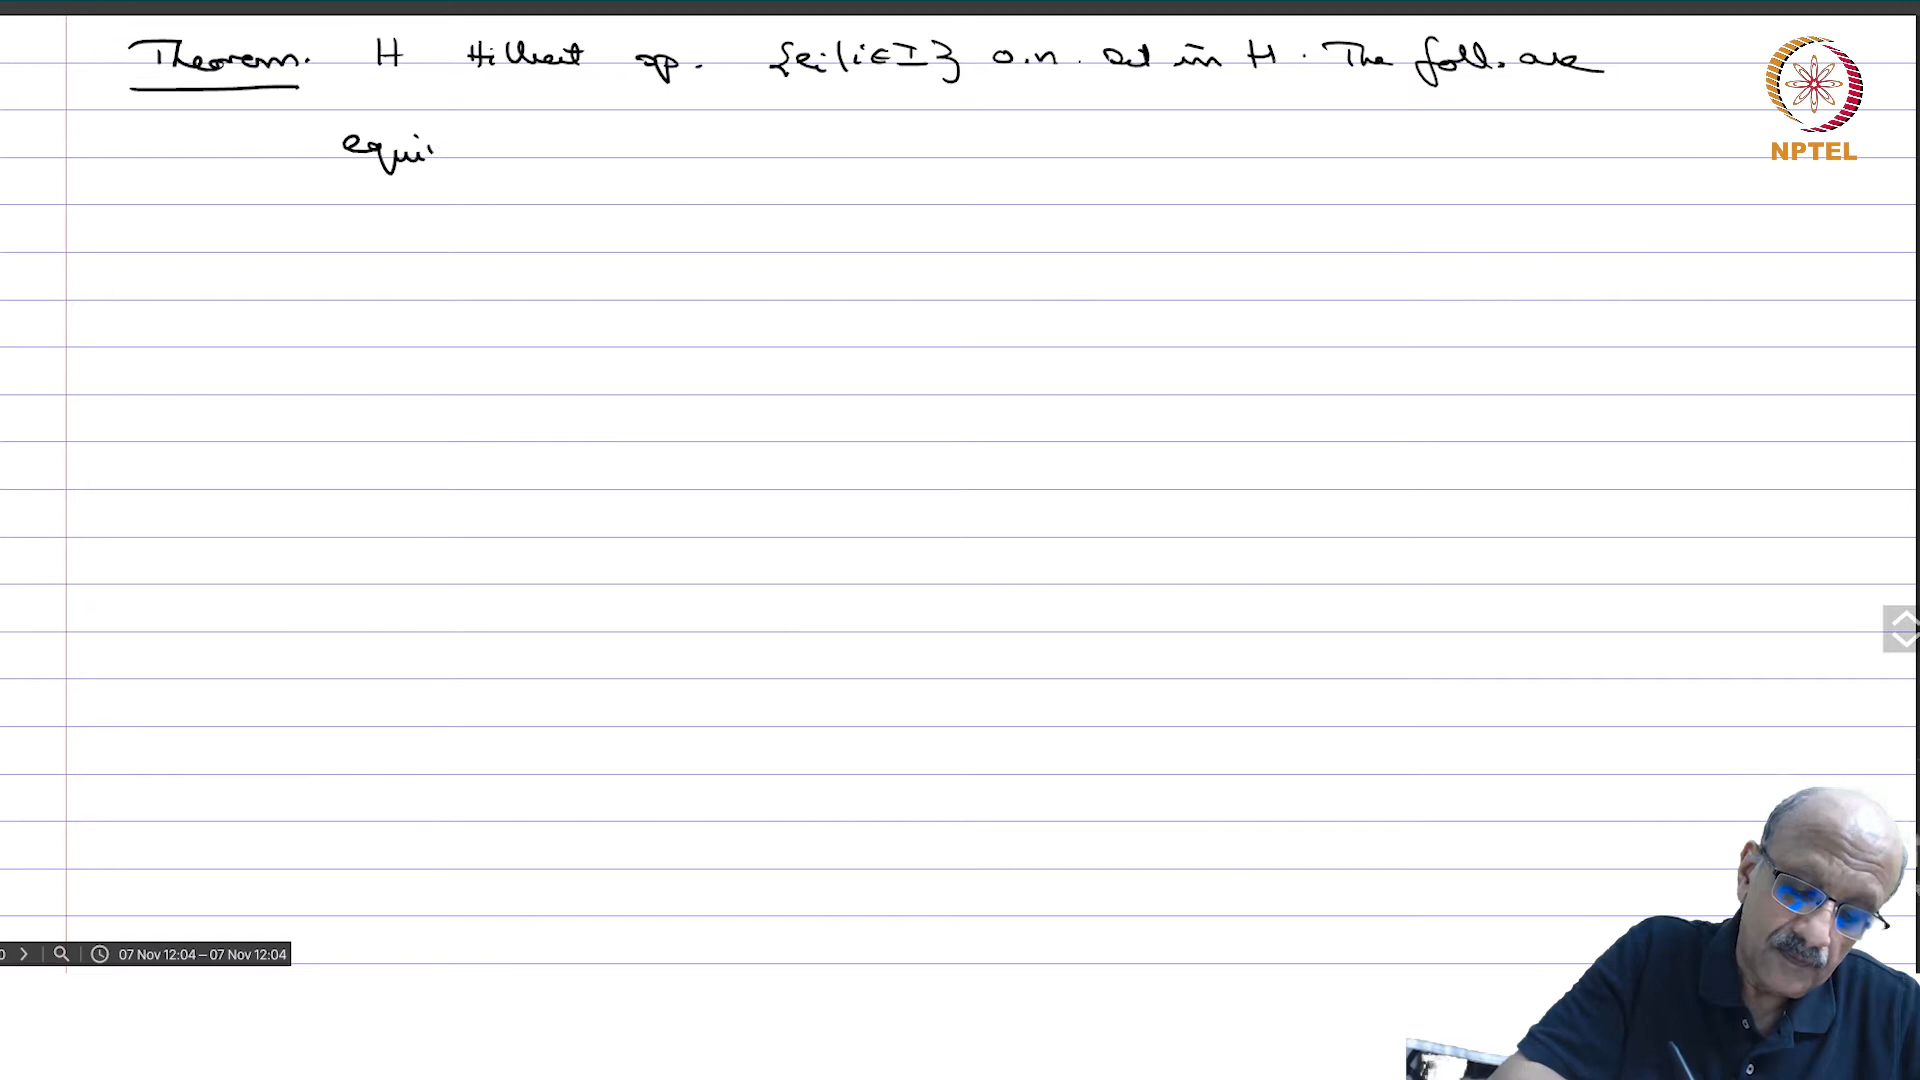 Theorem. H Hilbert sp. {ei | i ∈ I} o.n. set in H. The foll. are
equi
NPTEL
07 Nov 12:04 – 07 Nov 12:04